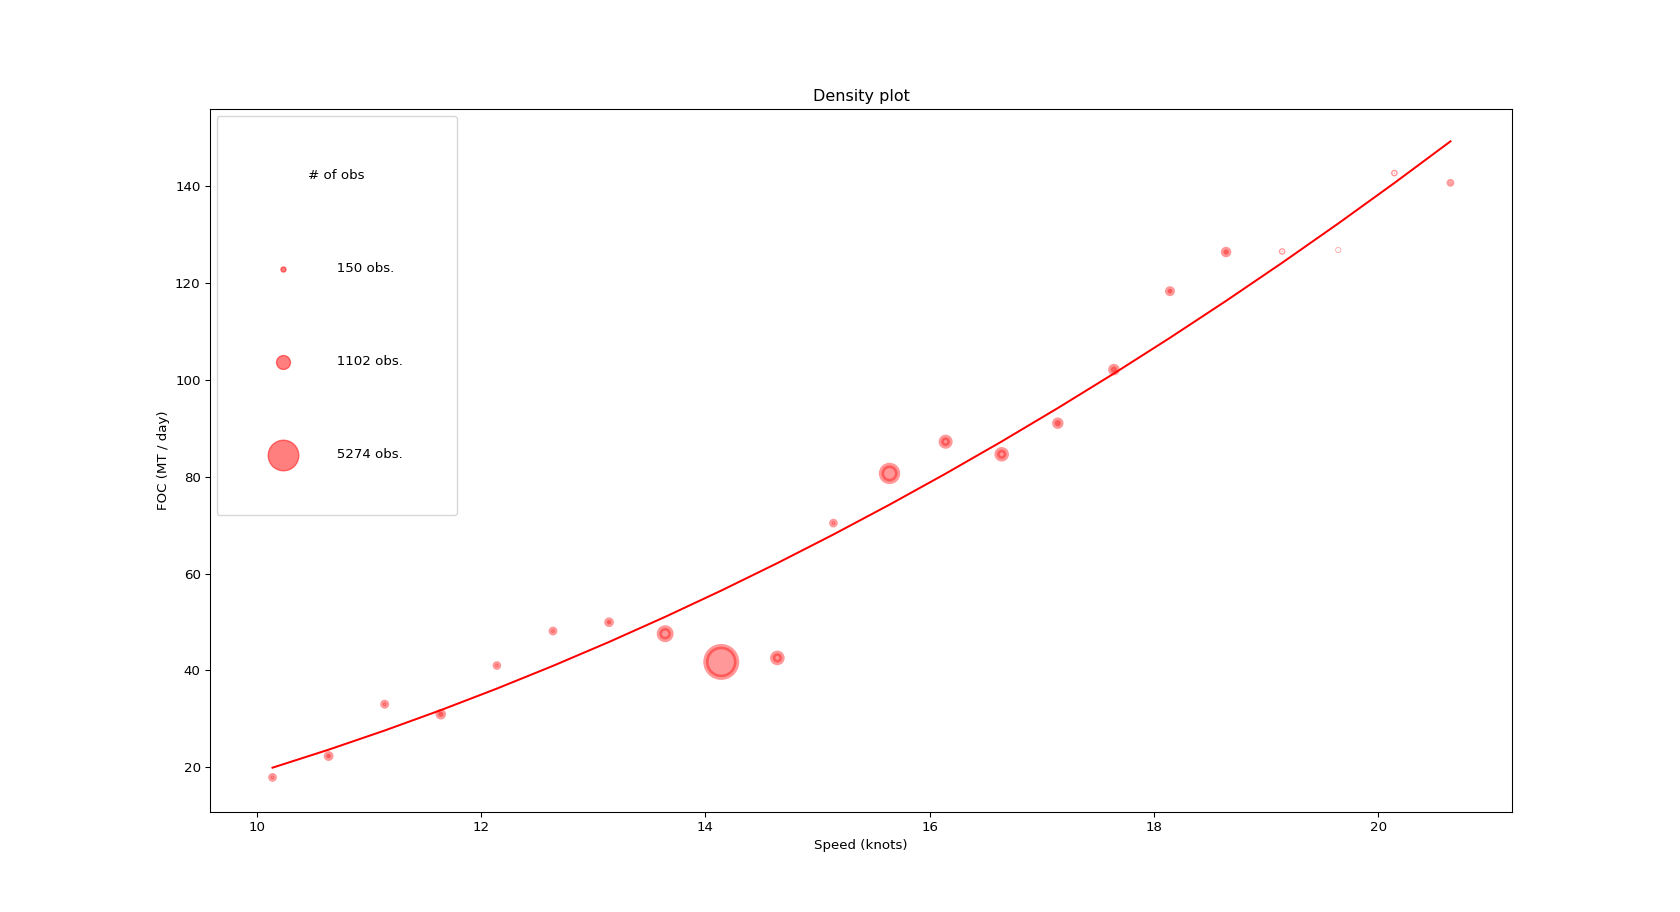 Density plot
# of obs
150 obs.
1102 obs.
5274 obs.
FOC (MT / day)
140
120
100
80
60
40
20
10 12 14 16 18 20
Speed (knots)